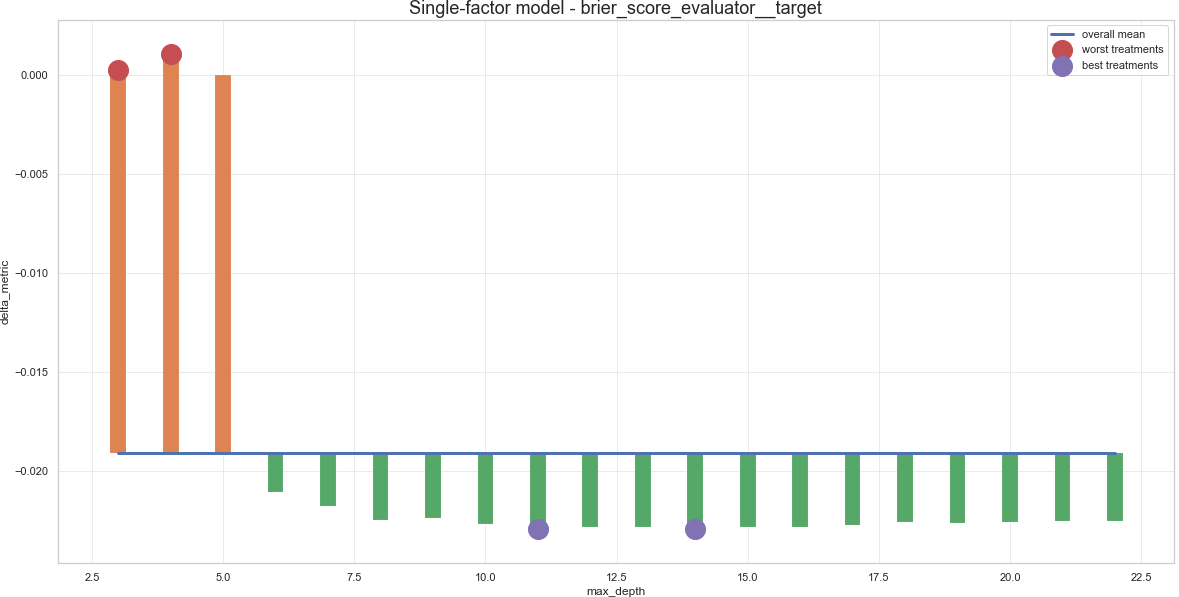 Single-factor model - brier_score_evaluator__target
overall mean
worst treatments
best treatments
0.000
−0.005
−0.010
−0.015
−0.020
delta_metric
2.5 5.0 7.5 10.0 12.5 15.0 17.5 20.0 22.5
max_depth